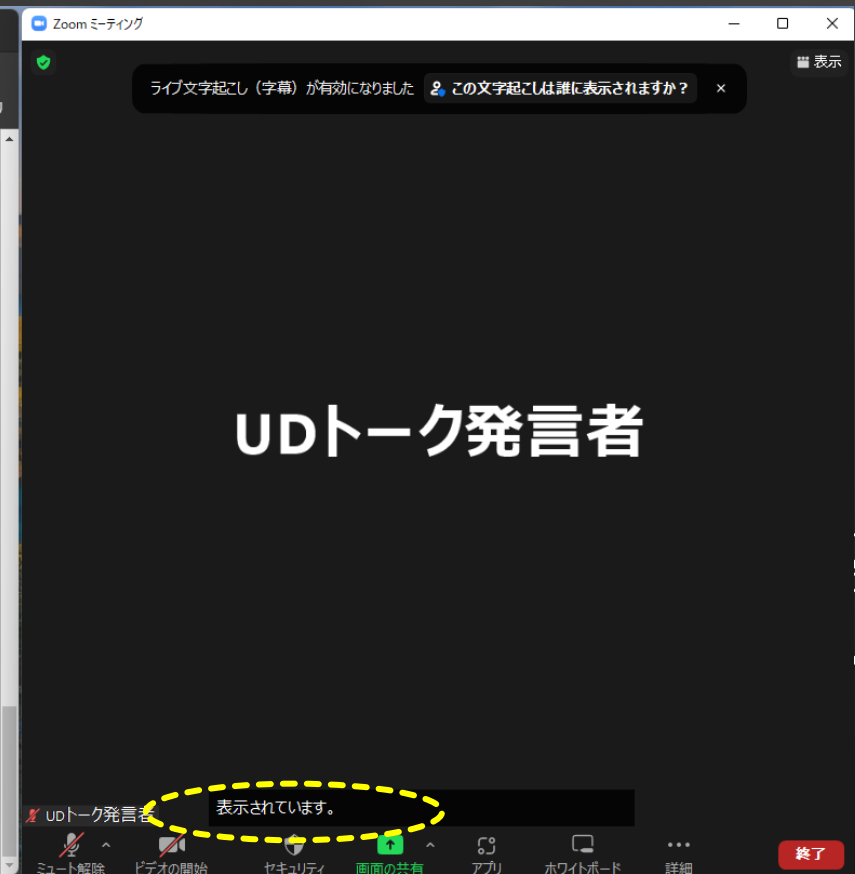 Zoom ミーティング
表示
ライブ文字起こし（字幕）が有効になりました この文字起こしは誰に表示されますか？
UDトーク発言者
表示されています。
UDトーク発言者
ミュート解除 ビデオの開始 セキュリティ 画面の共有 アプリ ホワイトボード 詳細 終了